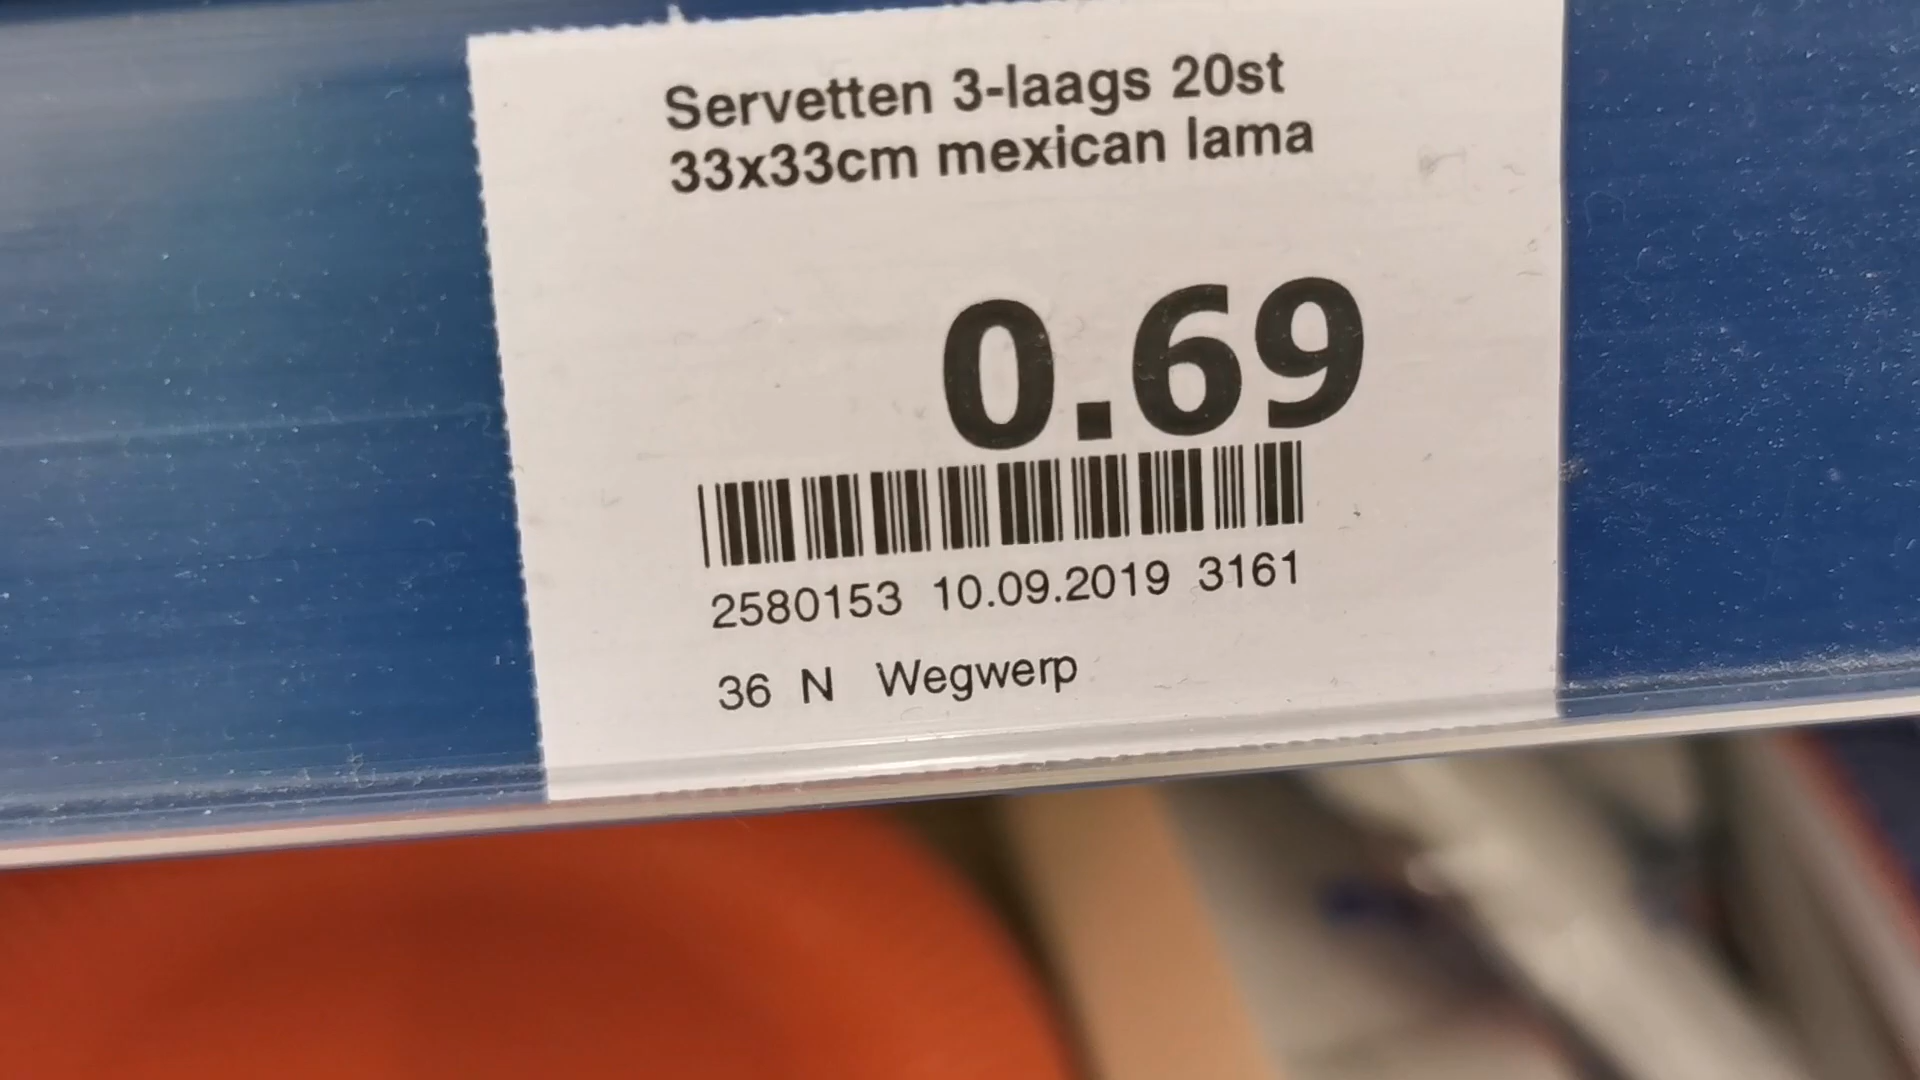 Servetten 3-laags 20st
33x33cm mexican lama
0.69
2580153 10.09.2019 3161
36 N Wegwerp